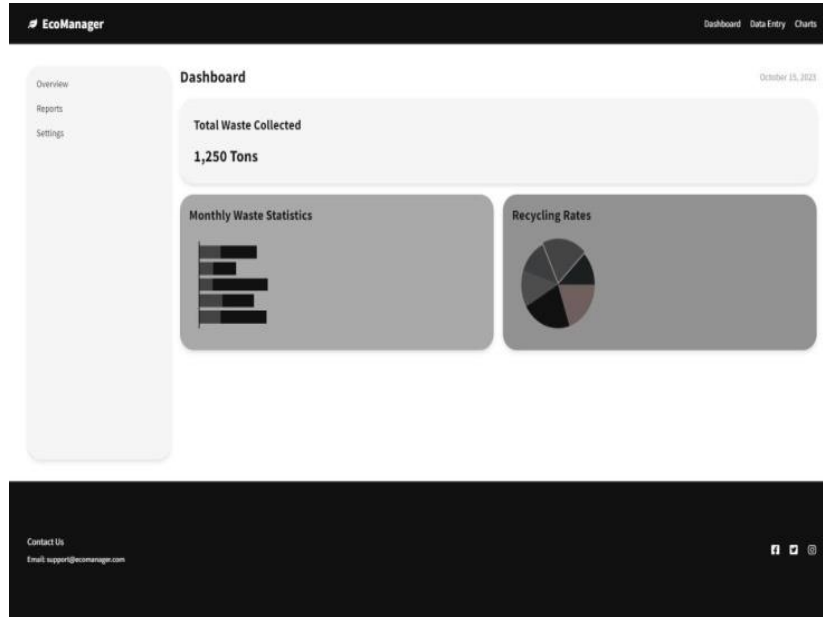 EcoManager
Dashboard Data Entry Charts
Overview
Reports
Settings
Dashboard
October 15, 2023
Total Waste Collected
1,250 Tons
Monthly Waste Statistics
Recycling Rates
Contact Us
Email: support@ecomanager.com